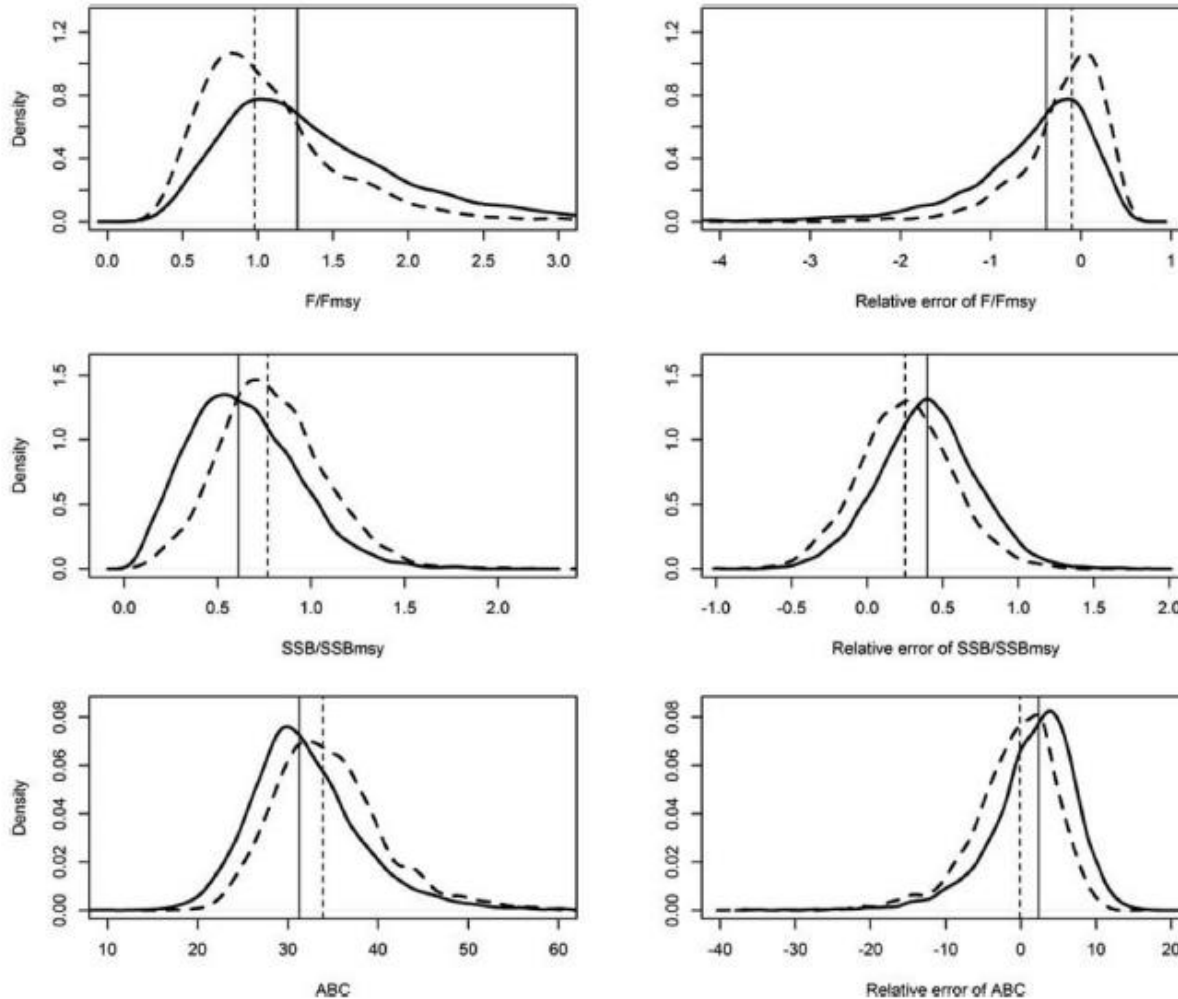 Density
0.0 0.4 0.8 1.2
0.0 0.5 1.0 1.5 2.0 2.5 3.0
F/Fmsy
0.0 0.4 0.8 1.2
-4 -3 -2 -1 0 1
Relative error of F/Fmsy
Density
0.0 0.5 1.0 1.5
0.0 0.5 1.0 1.5 2.0
SSB/SSBmsy
0.0 0.5 1.0 1.5
-1.0 -0.5 0.0 0.5 1.0 1.5 2.0
Relative error of SSB/SSBmsy
Density
0.00 0.02 0.04 0.06 0.08
10 20 30 40 50 60
ABC
0.00 0.02 0.04 0.06 0.08
-40 -30 -20 -10 0 10 20
Relative error of ABC